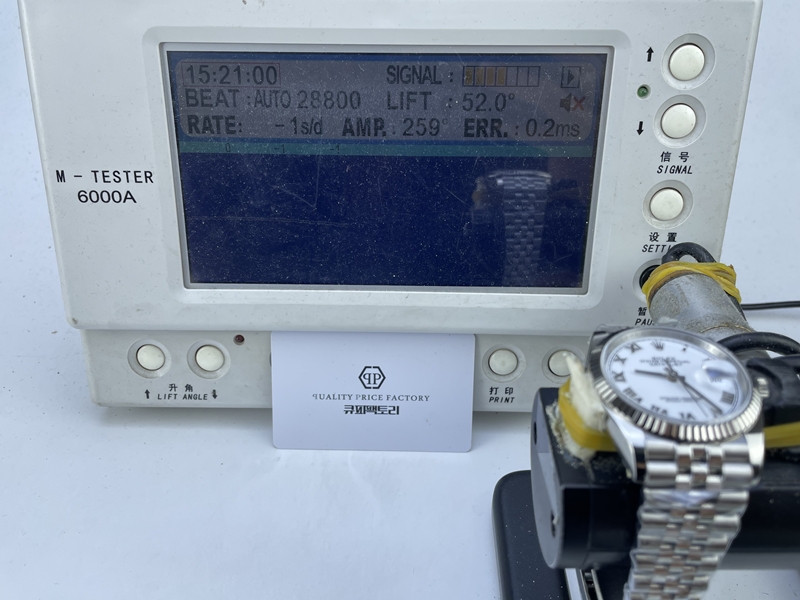 15:21:00 SIGNAL :
BEAT : AUTO 28800 LIFT : 52.0°
RATE: -1s/d AMP.: 259° ERR.: 0.2ms
M - TESTER
6000A
信号
SIGNAL
设置
升角
LIFT ANGLE
打印
PRINT
QUALITY PRICE FACTORY
큐피팩토리